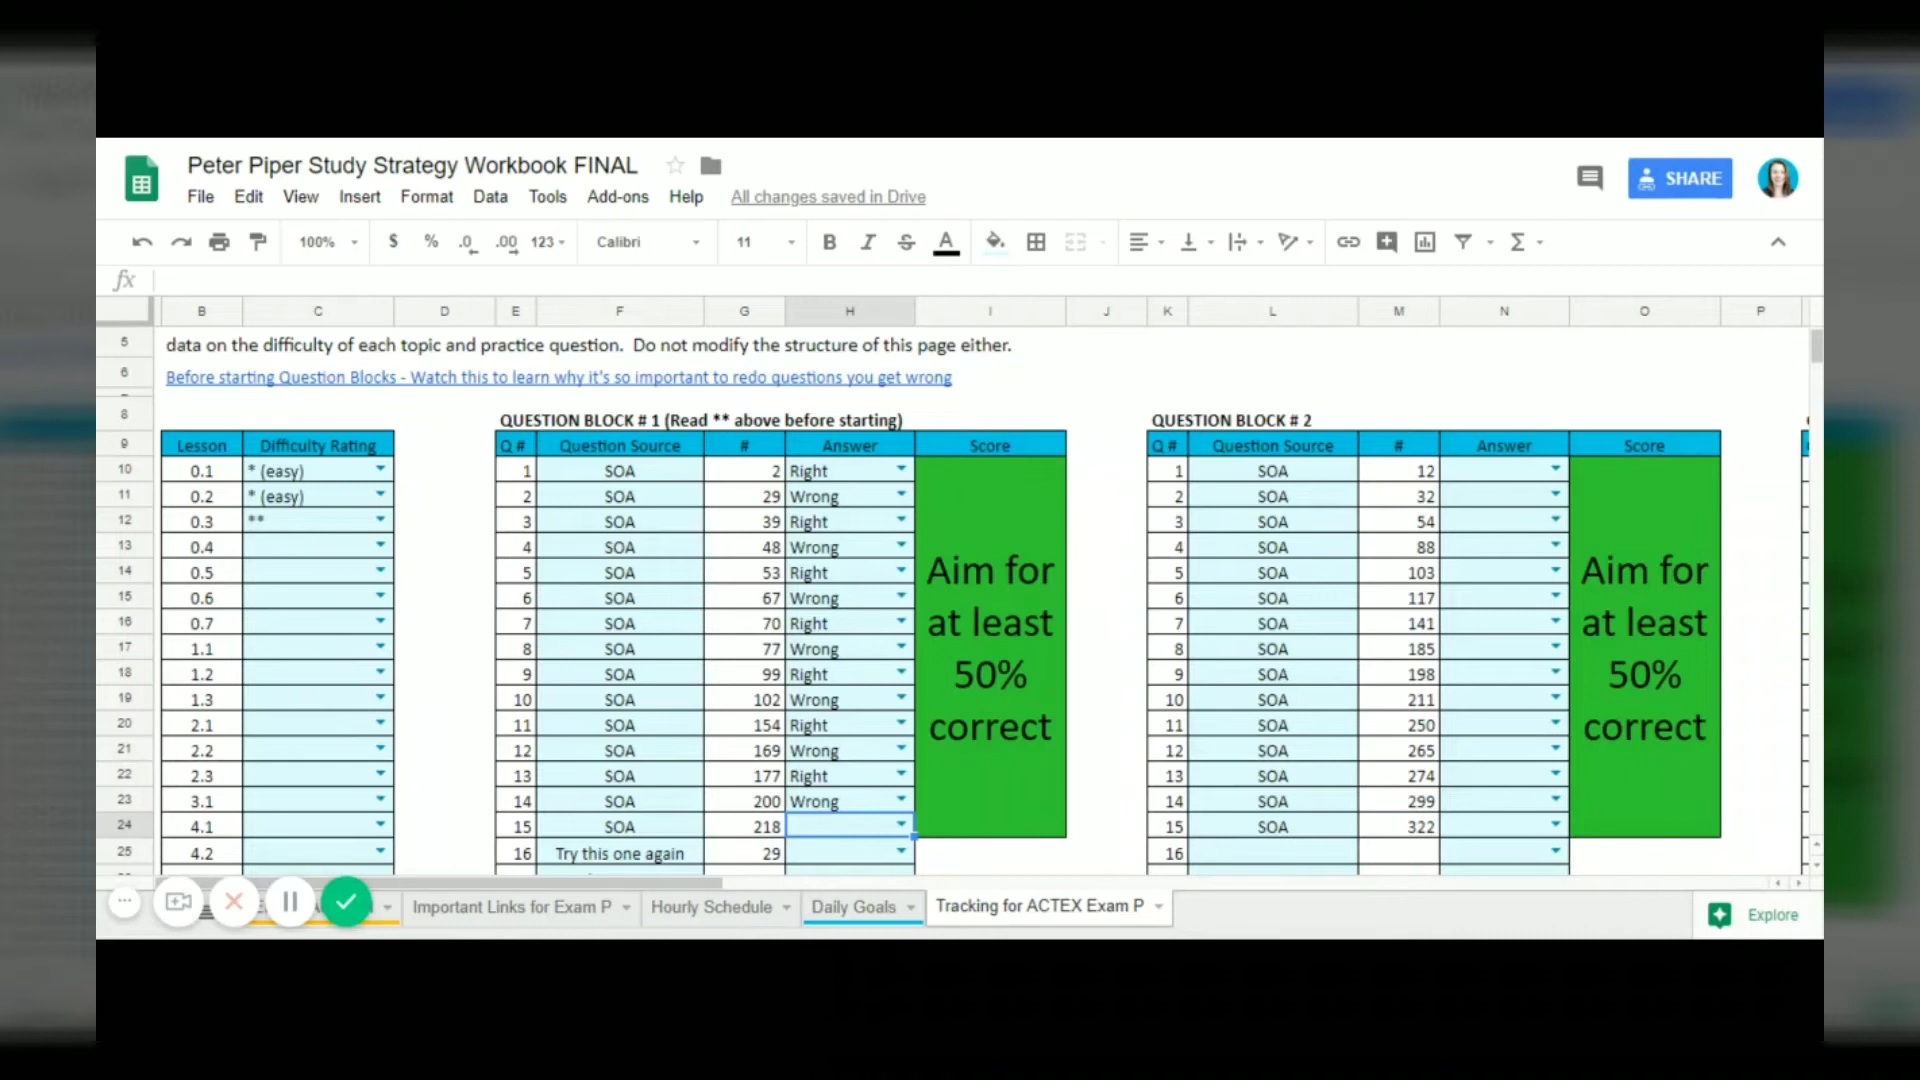 Peter Piper Study Strategy Workbook FINAL
SHARE
File Edit View Insert Format Data Tools Add-ons Help All changes saved in Drive
100% $ % .0 .00 123 Calibri 11 B I S A Σ
fx
B C D E F G H I J K L M N O P
5 data on the difficulty of each topic and practice question. Do not modify the structure of this page either.
6 Before starting Question Blocks - Watch this to learn why it's so important to redo questions you get wrong
8 QUESTION BLOCK # 1 (Read ** above before starting) QUESTION BLOCK # 2
9 Lesson Difficulty Rating Q # Question Source # Answer Score Q # Question Source # Answer Score
10 0.1 * (easy) 1 SOA 2 Right 1 SOA 12
11 0.2 * (easy) 2 SOA 29 Wrong 2 SOA 32
12 0.3 ** 3 SOA 39 Right 3 SOA 54
13 0.4 4 SOA 48 Wrong 4 SOA 88
14 0.5 5 SOA 53 Right 5 SOA 103
15 0.6 6 SOA 67 Wrong 6 SOA 117
16 0.7 7 SOA 70 Right 7 SOA 141
17 1.1 8 SOA 77 Wrong 8 SOA 185
18 1.2 9 SOA 99 Right 9 SOA 198
19 1.3 10 SOA 102 Wrong 10 SOA 211
20 2.1 11 SOA 154 Right 11 SOA 250
21 2.2 12 SOA 169 Wrong 12 SOA 265
22 2.3 13 SOA 177 Right 13 SOA 274
23 3.1 14 SOA 200 Wrong 14 SOA 299
24 4.1 15 SOA 218 15 SOA 322
25 4.2 16 Try this one again 29 16
Aim for
at least
50%
correct
Aim for
at least
50%
correct
Important Links for Exam P Hourly Schedule Daily Goals Tracking for ACTEX Exam P Explore